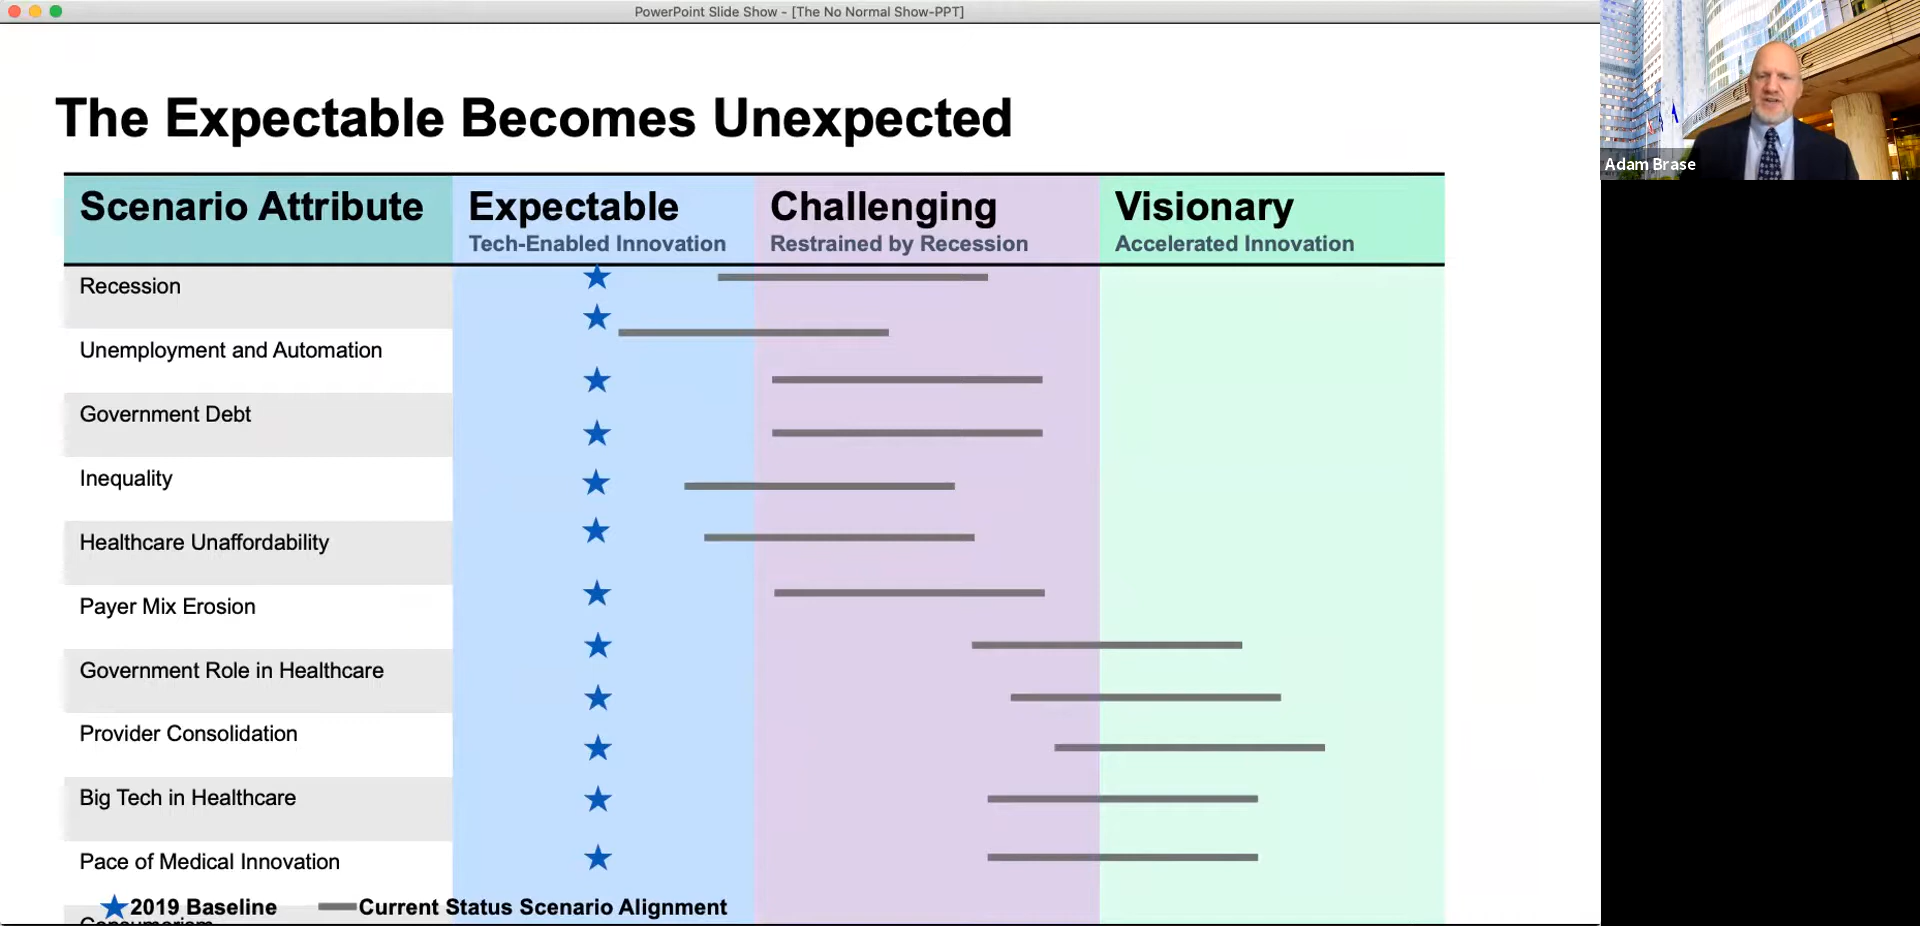 PowerPoint Slide Show - [The No Normal Show-PPT]
The Expectable Becomes Unexpected
Scenario Attribute
Expectable
Tech-Enabled Innovation
Challenging
Restrained by Recession
Visionary
Accelerated Innovation
Recession
Unemployment and Automation
Government Debt
Inequality
Healthcare Unaffordability
Payer Mix Erosion
Government Role in Healthcare
Provider Consolidation
Big Tech in Healthcare
Pace of Medical Innovation
Consumerism
2019 Baseline
Current Status Scenario Alignment
Adam Brase